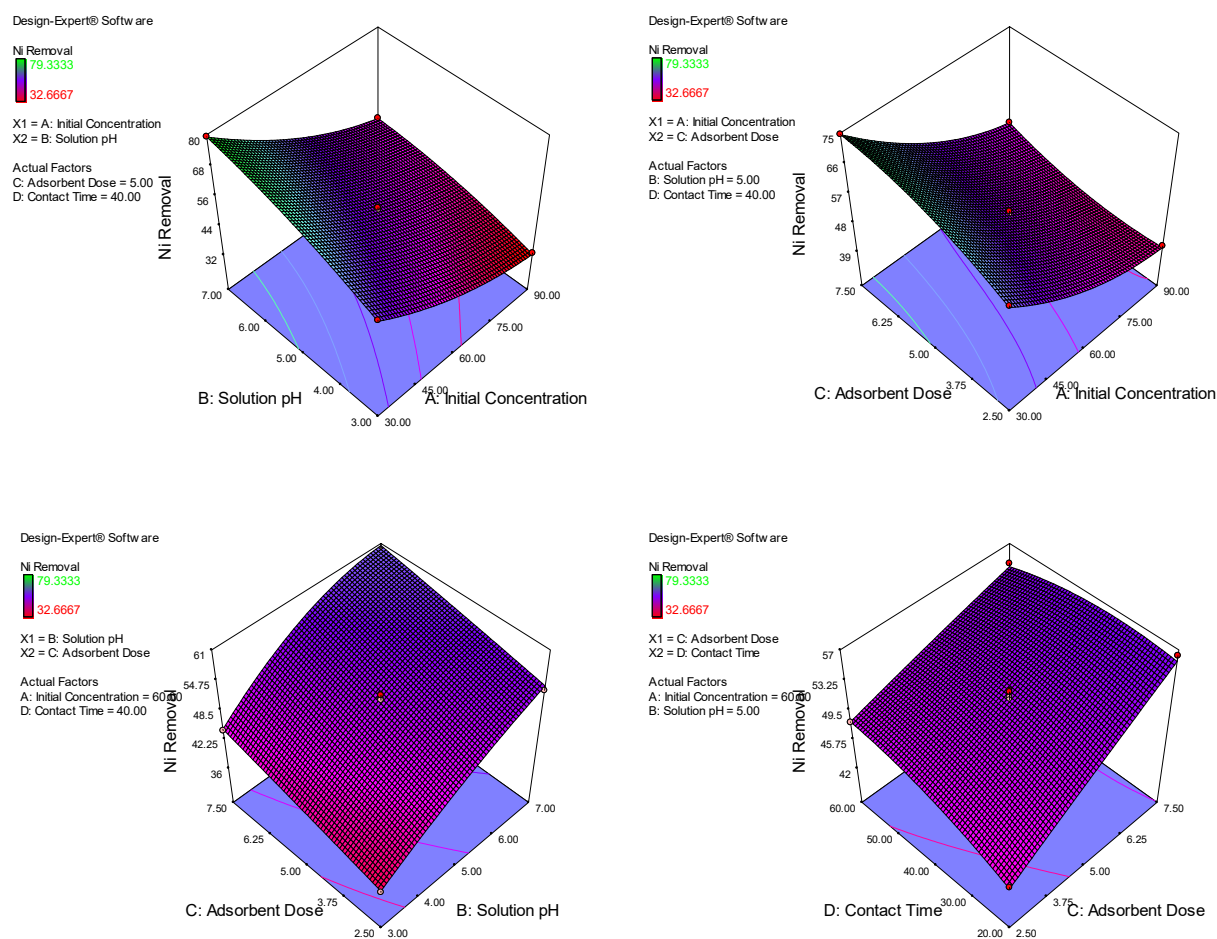 Design-Expert® Software
Ni Removal
79.3333
32.6667
X1 = A: Initial Concentration
X2 = B: Solution pH
Actual Factors
C: Adsorbent Dose = 5.00
D: Contact Time = 40.00
80
68
56
44
32
Ni Removal
7.00
6.00
5.00
4.00
3.00
30.00
45.00
60.00
75.00
90.00
B: Solution pH
A: Initial Concentration
Design-Expert® Software
Ni Removal
79.3333
32.6667
X1 = A: Initial Concentration
X2 = C: Adsorbent Dose
Actual Factors
B: Solution pH = 5.00
D: Contact Time = 40.00
75
66
57
48
39
Ni Removal
7.50
6.25
5.00
3.75
2.50
30.00
45.00
60.00
75.00
90.00
C: Adsorbent Dose
A: Initial Concentration
Design-Expert® Software
Ni Removal
79.3333
32.6667
X1 = B: Solution pH
X2 = C: Adsorbent Dose
Actual Factors
A: Initial Concentration = 60.00
D: Contact Time = 40.00
61
54.75
48.5
42.25
36
Ni Removal
7.50
6.25
5.00
3.75
2.50
3.00
4.00
5.00
6.00
7.00
C: Adsorbent Dose
B: Solution pH
Design-Expert® Software
Ni Removal
79.3333
32.6667
X1 = C: Adsorbent Dose
X2 = D: Contact Time
Actual Factors
A: Initial Concentration = 60.00
B: Solution pH = 5.00
57
53.25
49.5
45.75
42
Ni Removal
60.00
50.00
40.00
30.00
20.00
2.50
3.75
5.00
6.25
7.50
D: Contact Time
C: Adsorbent Dose